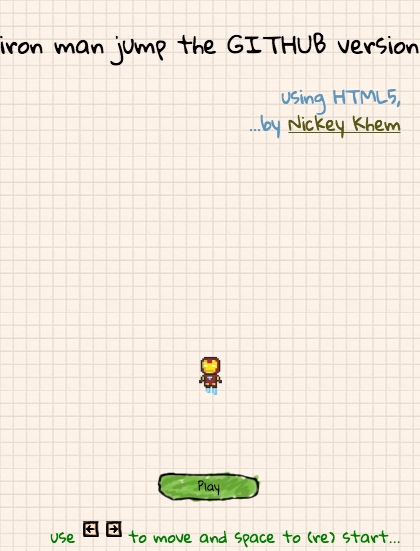 iron man jump the GITHUB version
using HTML5,
...by Nickey Khem
Play
use ← → to move and space to (re) start...